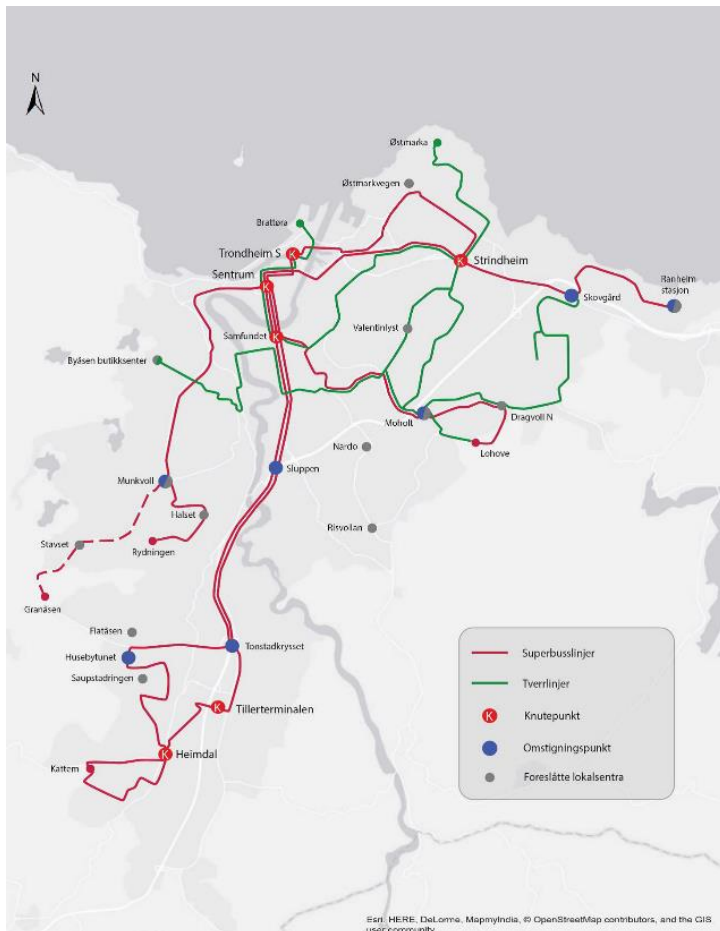 N
Østmarka
Østmarkvegen
Brattøra
Trondheim S
K
K
Strindheim
Sentrum
K
Ranheim
stasjon
Skovgård
Samfundet
K
Valentinlyst
Byåsen butikksenter
Moholt
Dragvoll N
Nardo
Lohove
Sluppen
Munkvoll
Halset
Risvollan
Stavset
Rydningen
Granåsen
Flatåsen
Tonstadkrysset
Husebytunet
Saupstadringen
K
Tillerterminalen
K
Heimdal
Kattem
Superbusslinjer
Tverrlinjer
K
Knutepunkt
Omstigningspunkt
Foreslåtte lokalsentra
Esri, HERE, DeLorme, MapmyIndia, © OpenStreetMap contributors, and the GIS
user community